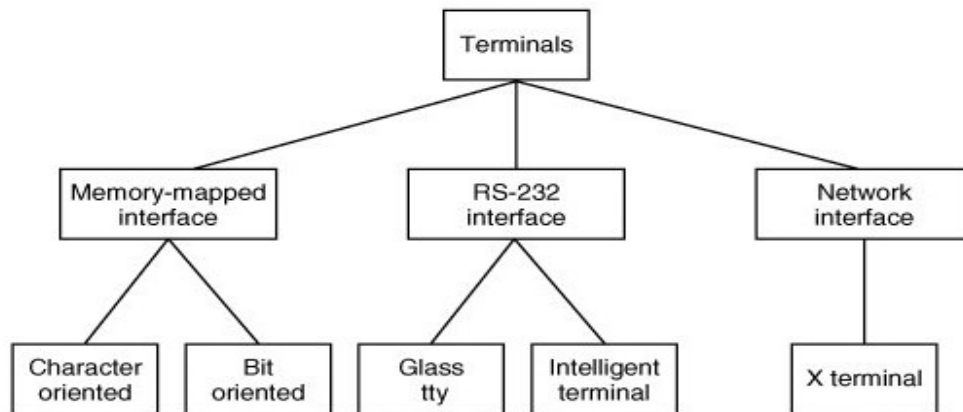 Terminals
Memory-mapped
interface
RS-232
interface
Network
interface
Character
oriented
Bit
oriented
Glass
tty
Intelligent
terminal
X terminal